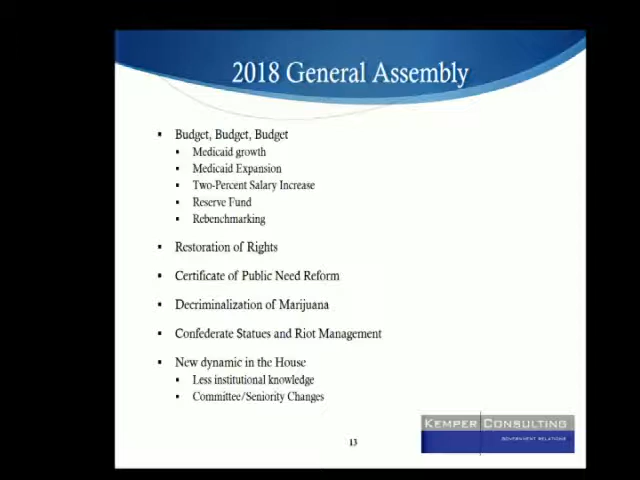 2018 General Assembly
▪ Budget, Budget, Budget
▪ Medicaid growth
▪ Medicaid Expansion
▪ Two-Percent Salary Increase
▪ Reserve Fund
▪ Rebenchmarking
▪ Restoration of Rights
▪ Certificate of Public Need Reform
▪ Decriminalization of Marijuana
▪ Confederate Statues and Riot Management
▪ New dynamic in the House
▪ Less institutional knowledge
▪ Committee/Seniority Changes
KEMPER CONSULTING
GOVERNMENT RELATIONS
13